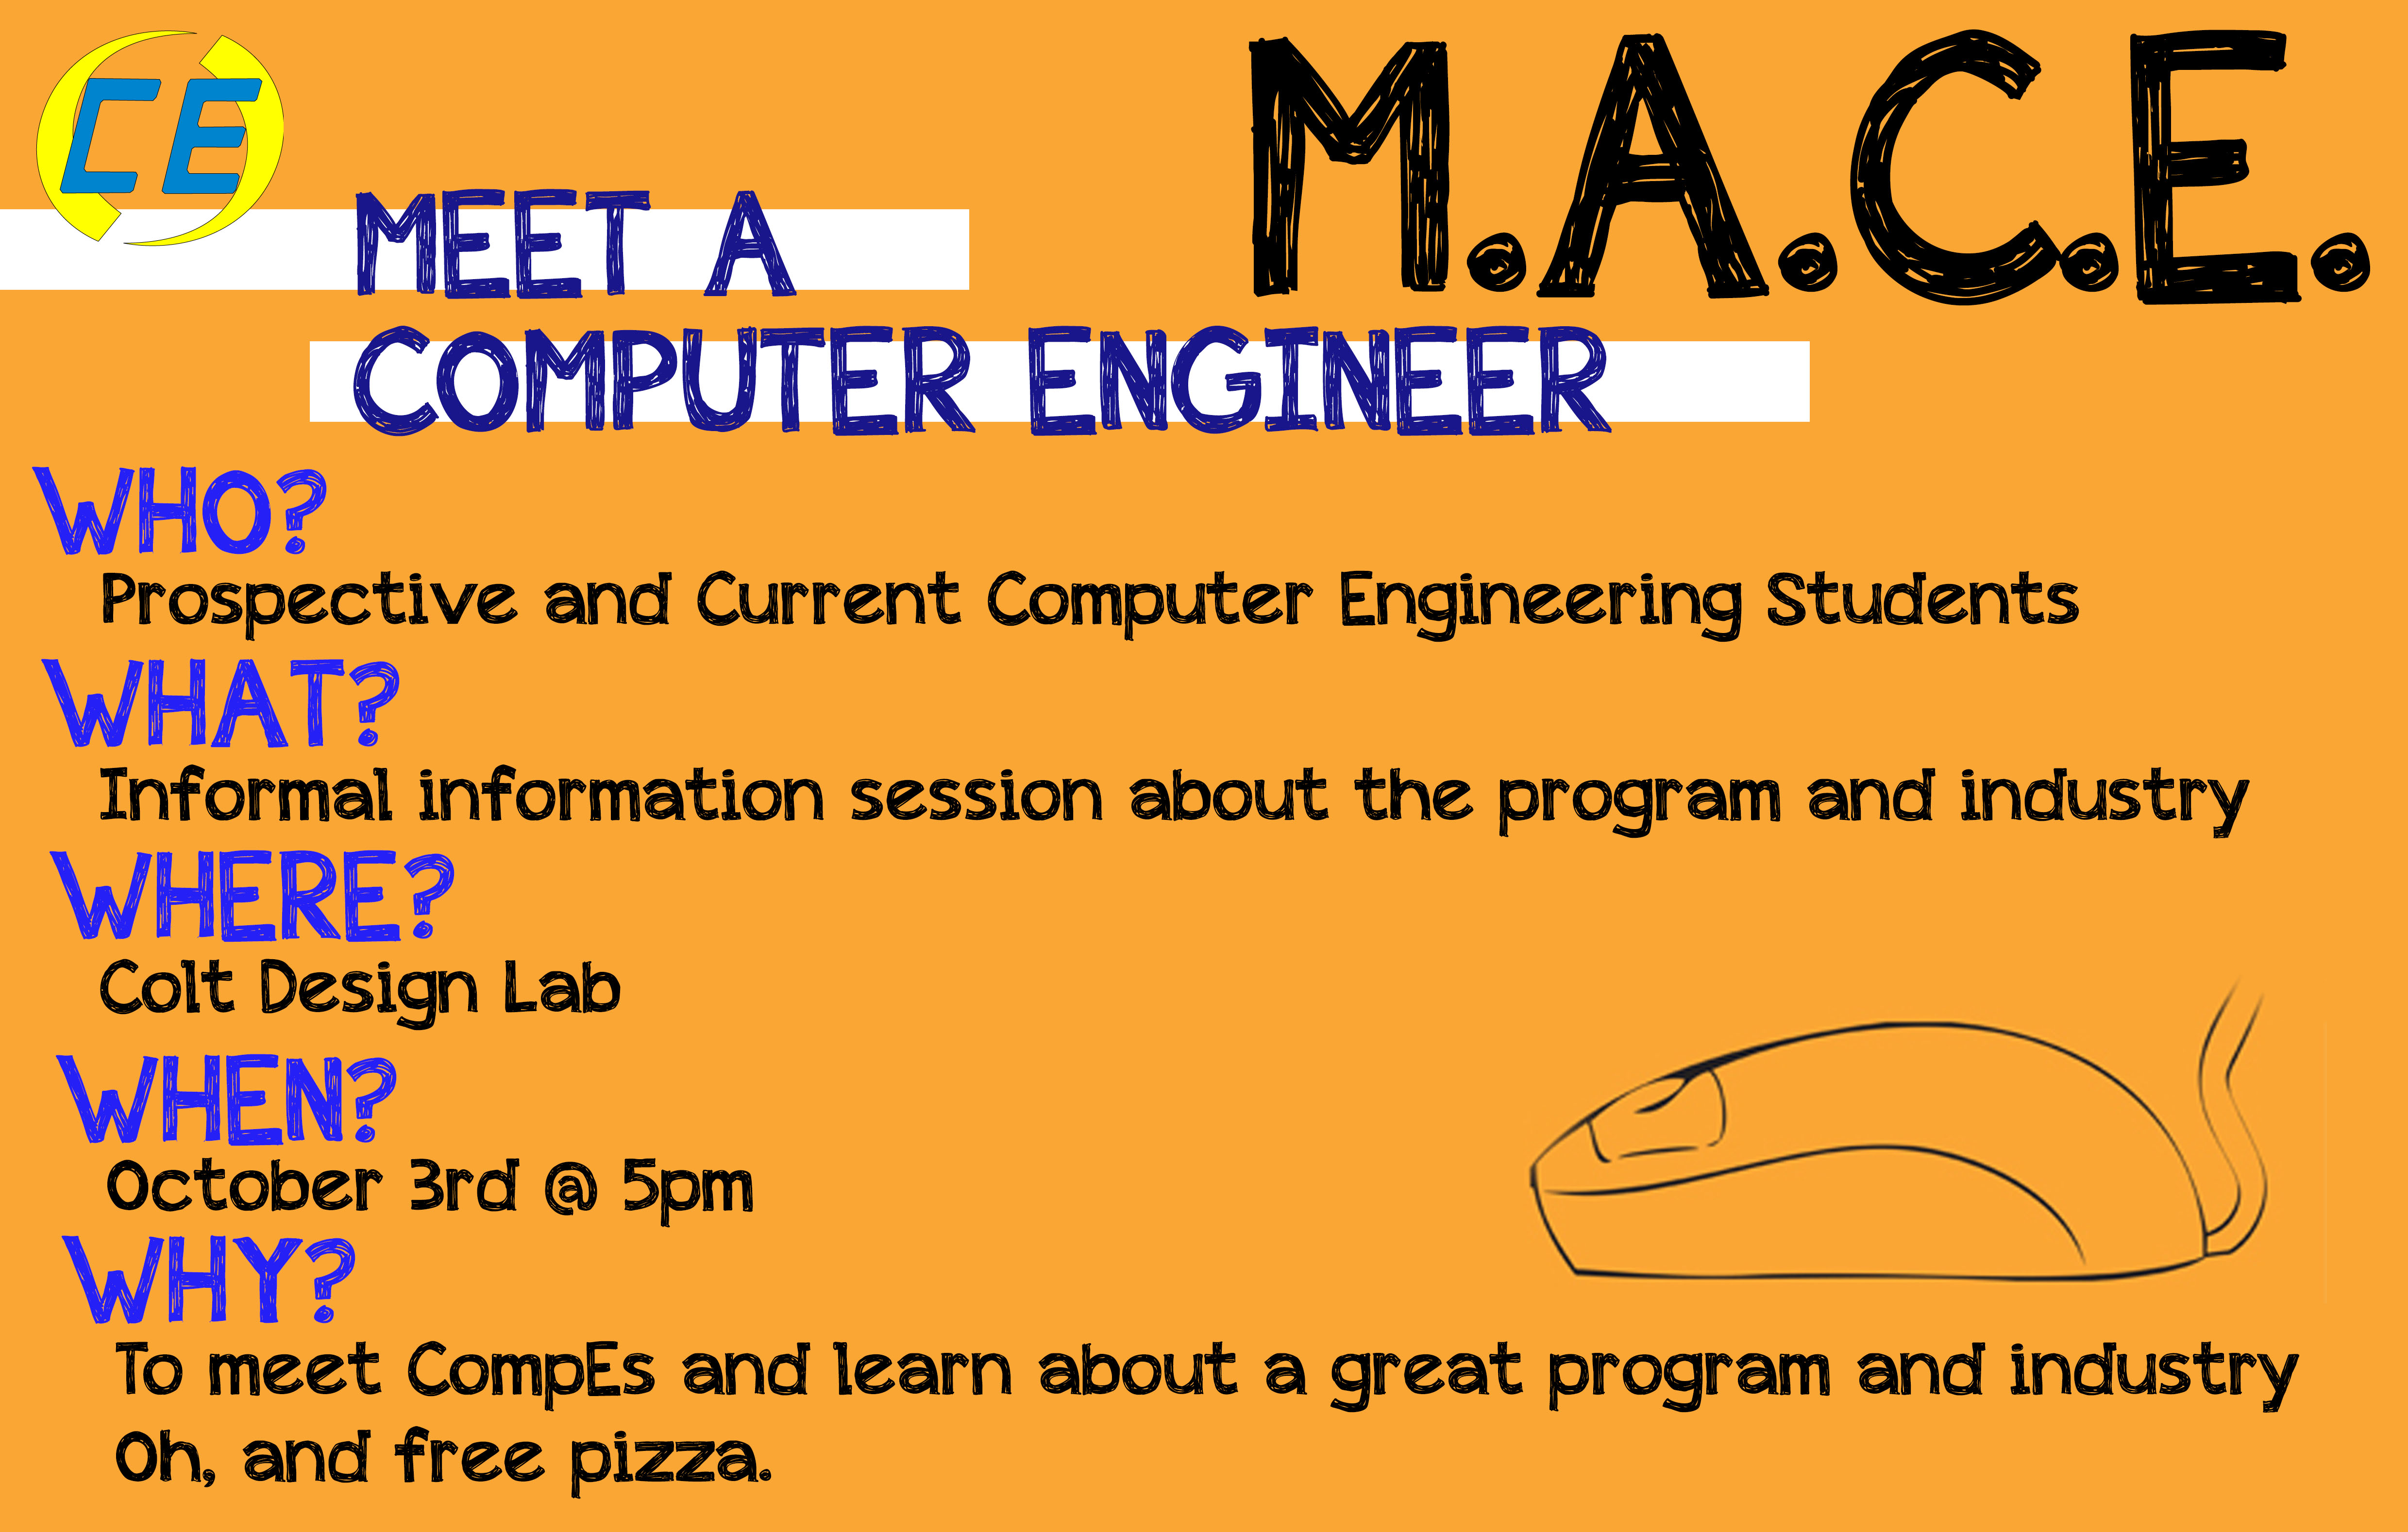 CE
M.A.C.E.
MEET A
COMPUTER ENGINEER
WHO?
Prospective and Current Computer Engineering Students
WHAT?
Informal information session about the program and industry
WHERE?
Colt Design Lab
WHEN?
October 3rd @ 5pm
WHY?
To meet CompEs and learn about a great program and industry
Oh, and free pizza.